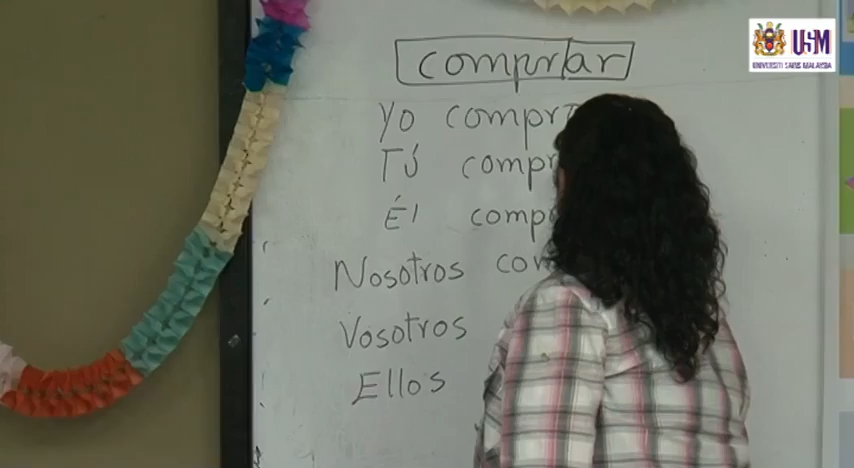 USM
UNIVERSITI SAINS MALAYSIA
comprar
Yo compr
Tú compr
Él comp
Nosotros com
Vosotros
Ellos